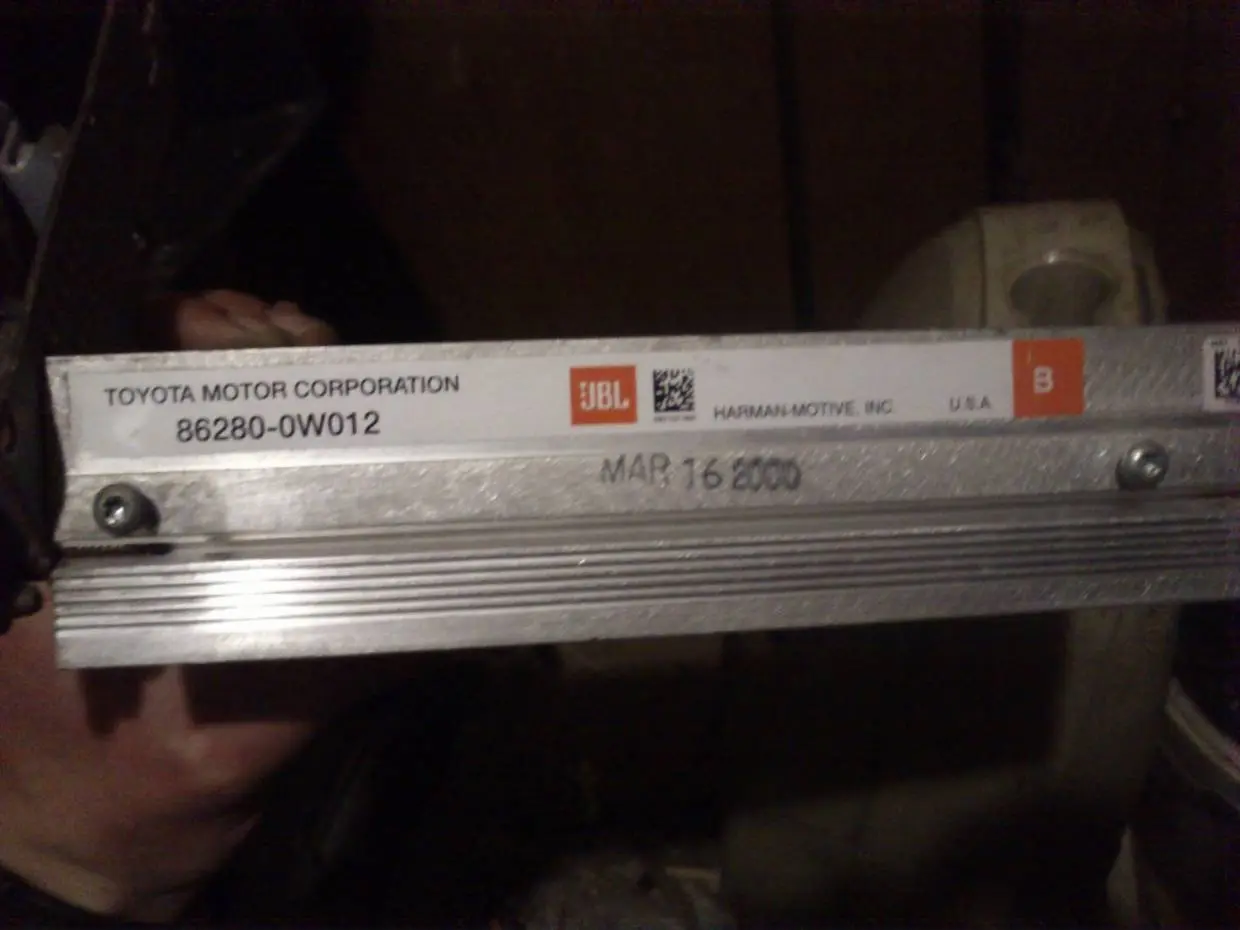 TOYOTA MOTOR CORPORATION
86280-0W012
JBL
HARMAN-MOTIVE, INC.
U.S.A
B
MAR 16 2000